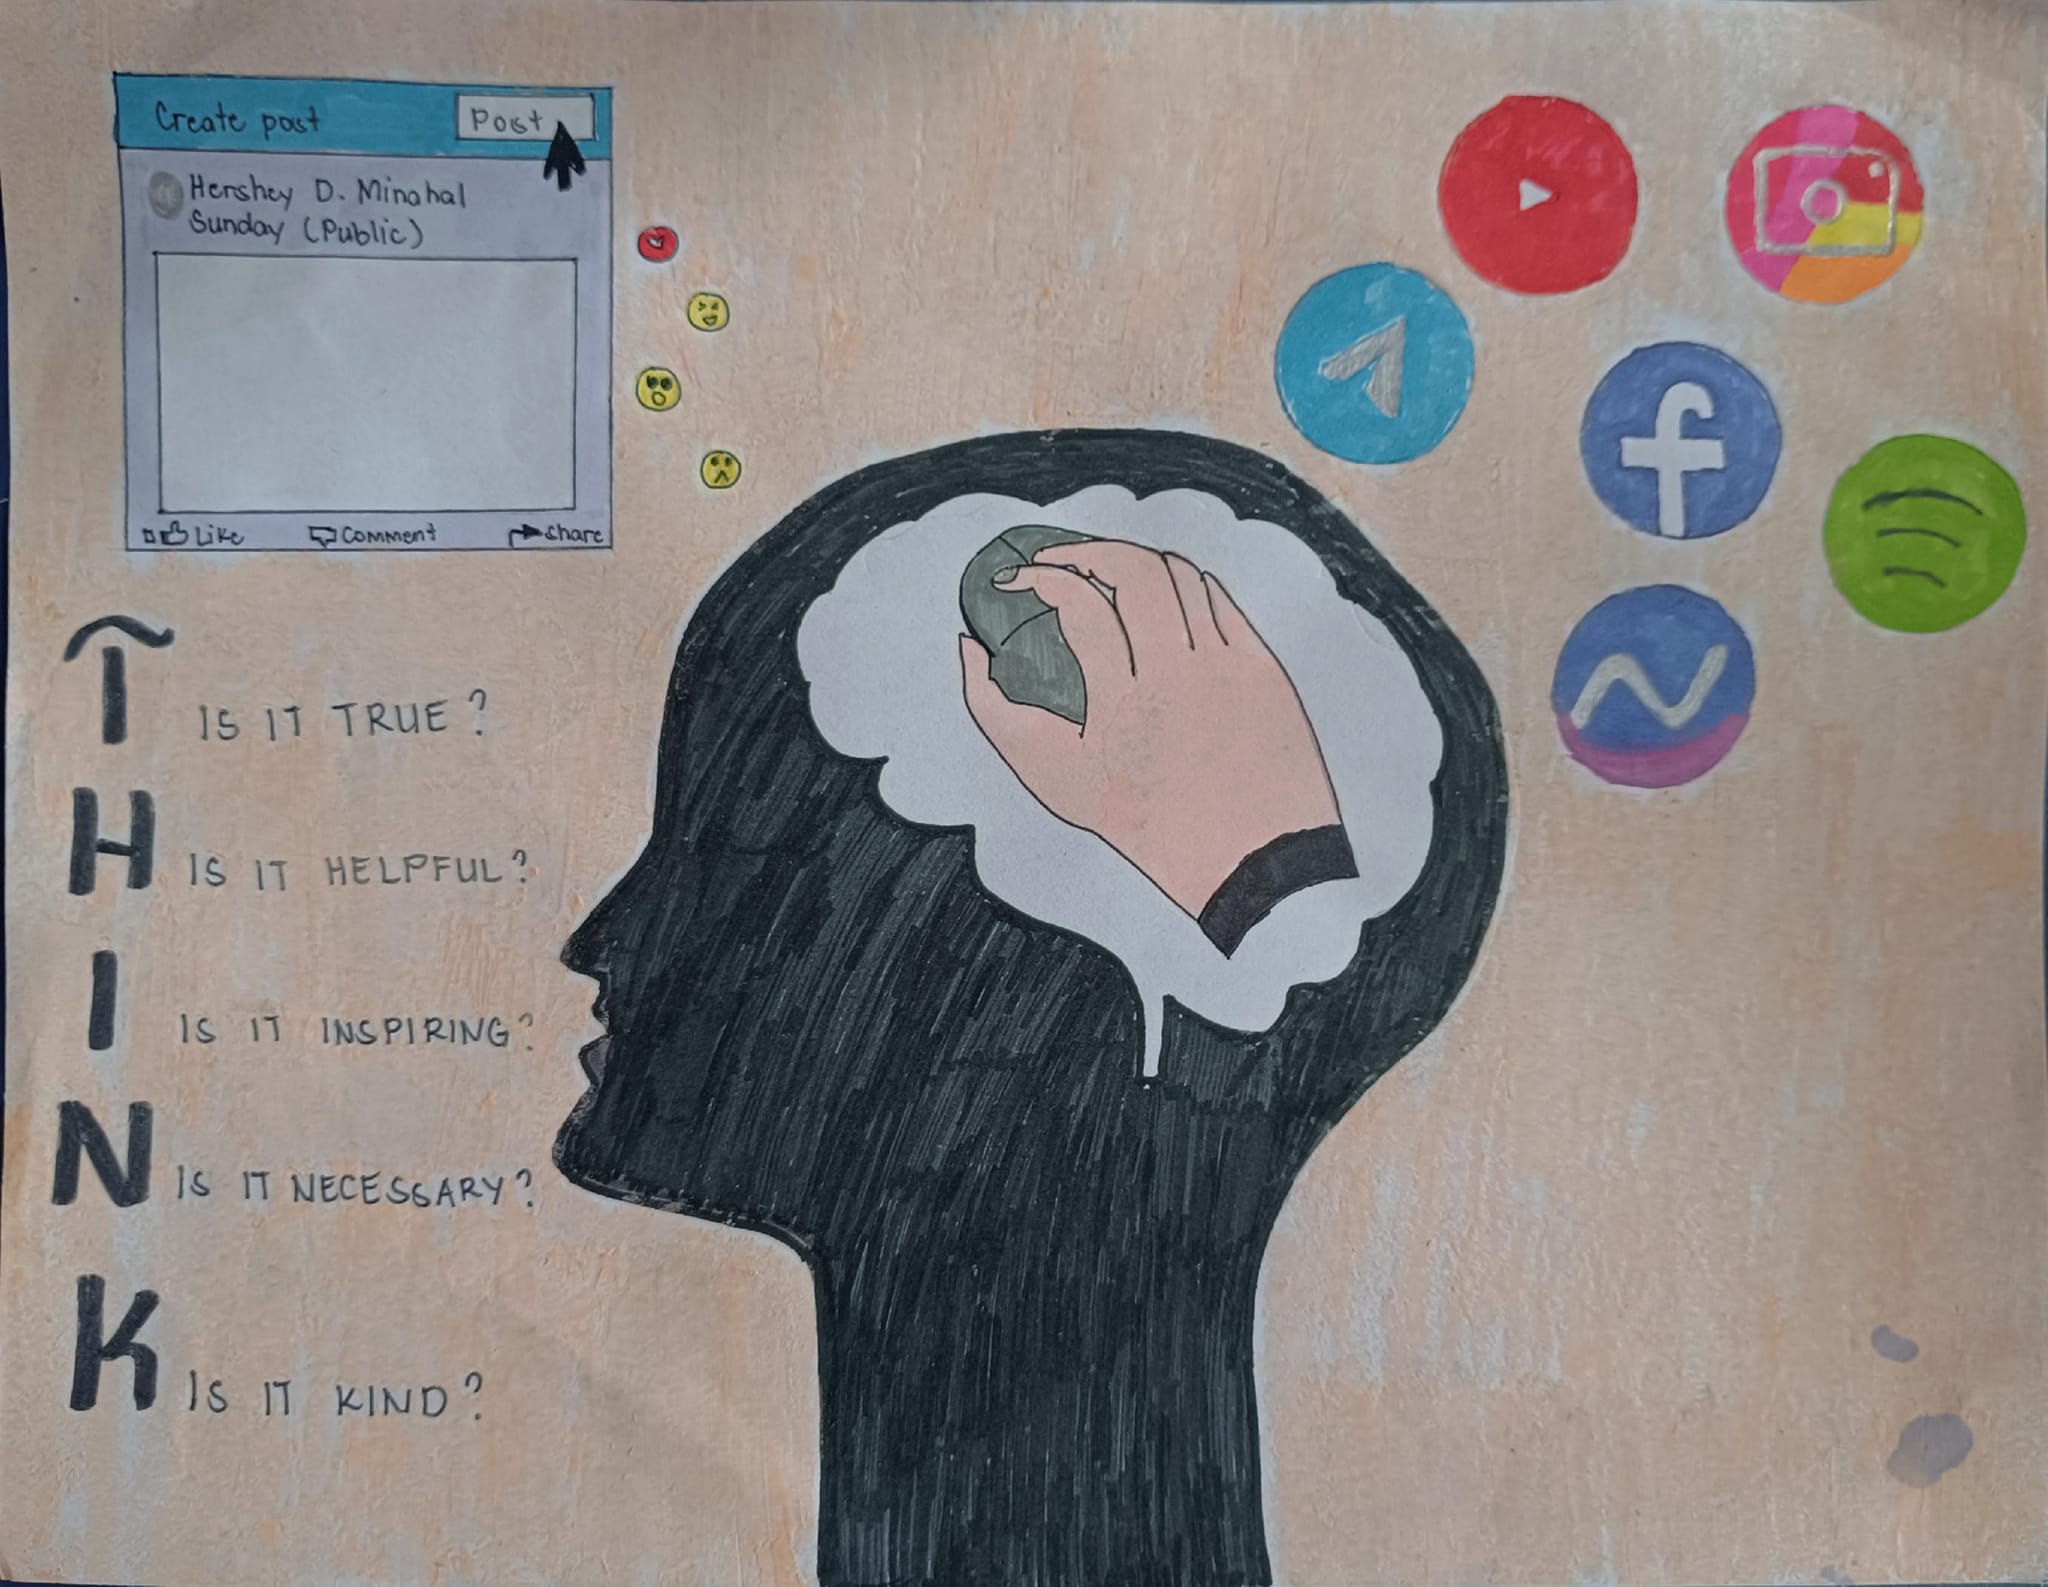 Create post
Post
Hershey D. Minahal
Sunday (Public)
Like
Comment
Share
T IS IT TRUE?
H IS IT HELPFUL?
I IS IT INSPIRING?
N IS IT NECESSARY?
K IS IT KIND?